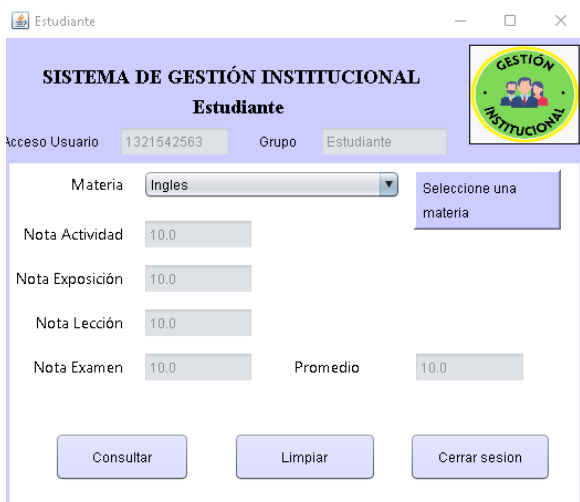 Estudiante
SISTEMA DE GESTIÓN INSTITUCIONAL
Estudiante
GESTIÓN
INSTITUCIONAL
Acceso Usuario 1321542563 Grupo Estudiante
Materia Ingles Seleccione una
materia
Nota Actividad 10.0
Nota Exposición 10.0
Nota Lección 10.0
Nota Examen 10.0 Promedio 10.0
Consultar Limpiar Cerrar sesion